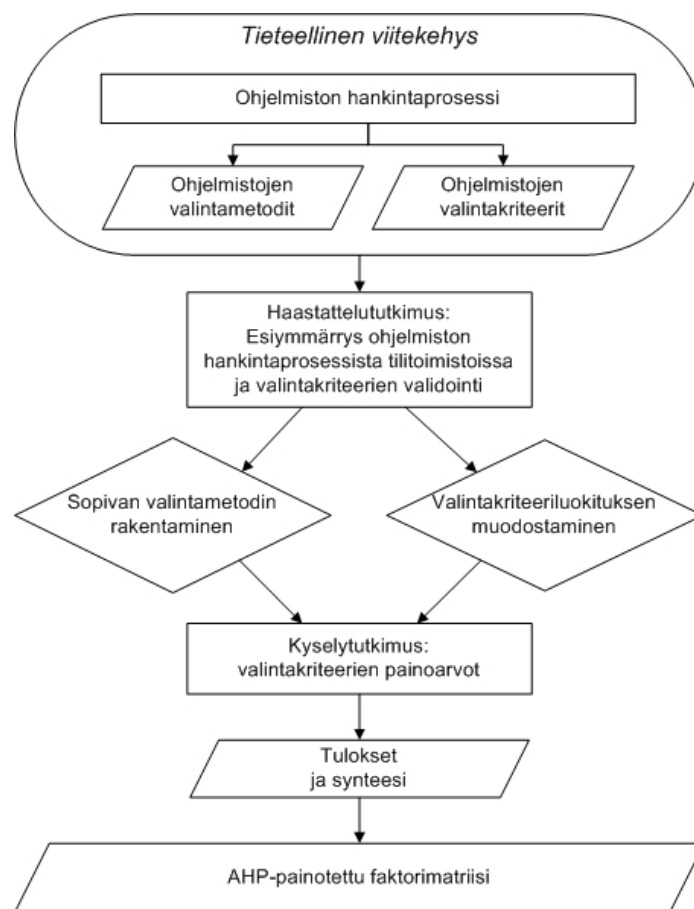 Tieteellinen viitekehys
Ohjelmiston hankintaprosessi
Ohjelmistojen
valintametodit
Ohjelmistojen
valintakriteerit
Haastattelututkimus:
Esiymmärrys ohjelmiston
hankintaprosessista tilitoimistoissa
ja valintakriteerien validointi
Sopivan valintametodin
rakentaminen
Valintakriteeriluokituksen
muodostaminen
Kyselytutkimus:
valintakriteerien painoarvot
Tulokset
ja synteesi
AHP-painotettu faktorimatriisi